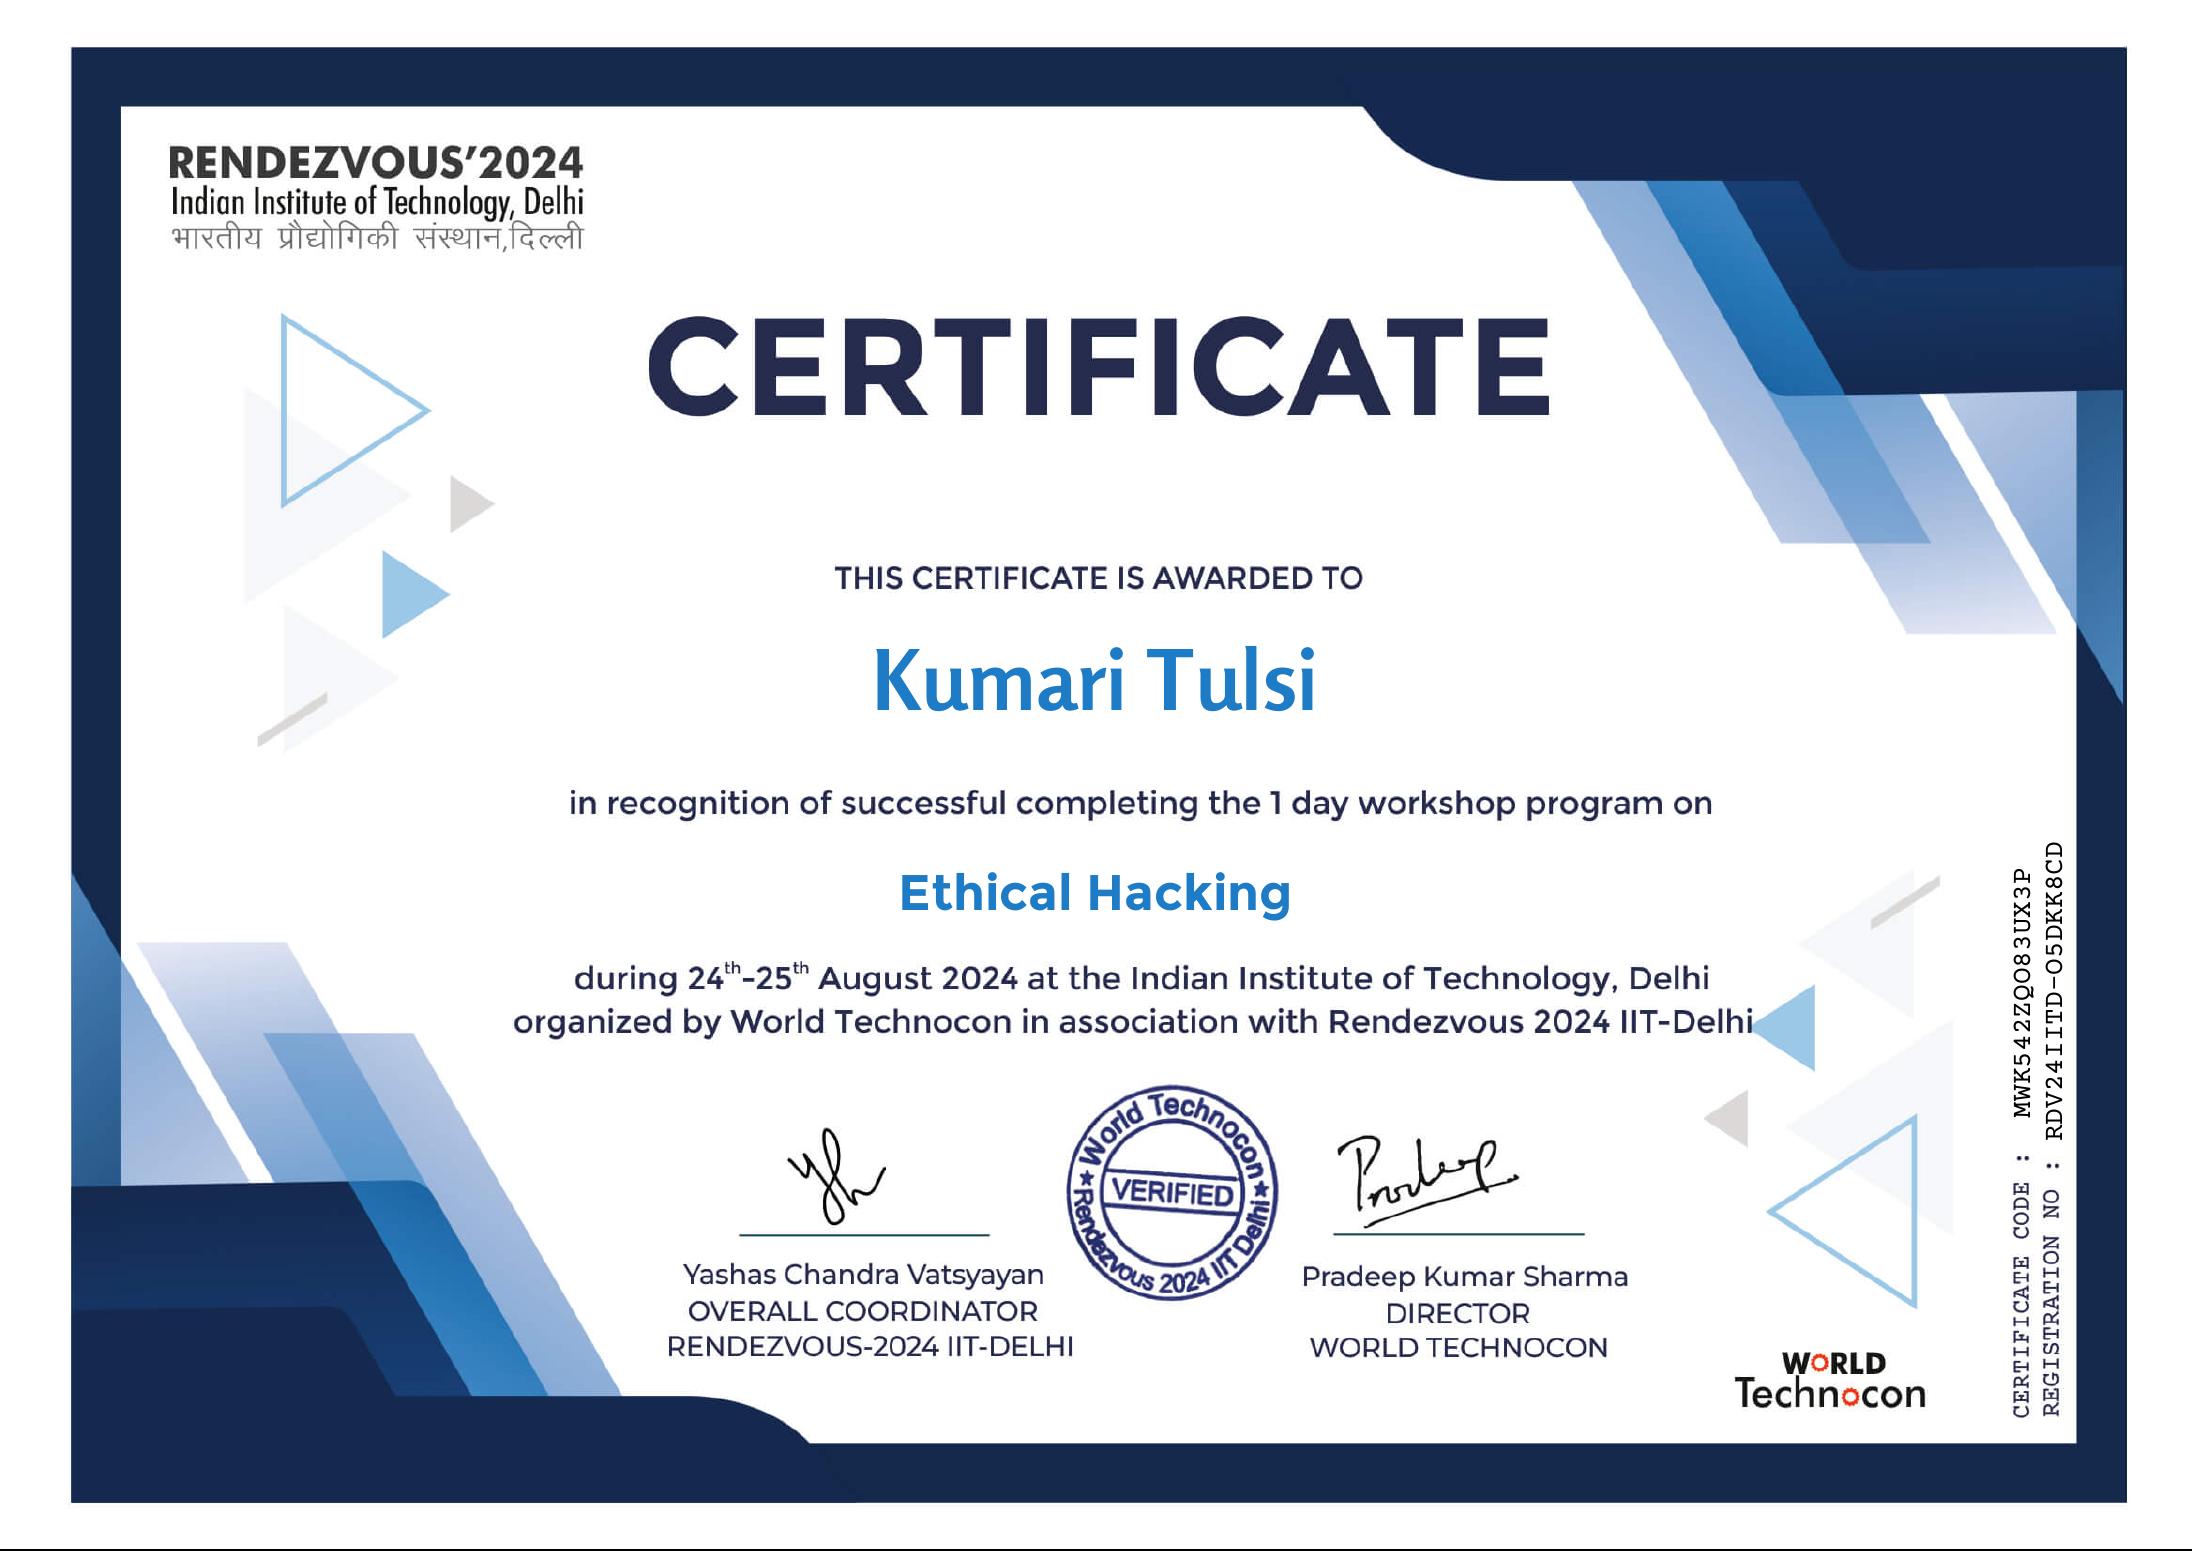 RENDEZVOUS'2024
Indian Institute of Technology, Delhi
भारतीय प्रौद्योगिकी संस्थान,दिल्ली
CERTIFICATE
THIS CERTIFICATE IS AWARDED TO
Kumari Tulsi
in recognition of successful completing the 1 day workshop program on
Ethical Hacking
during 24th-25th August 2024 at the Indian Institute of Technology, Delhi
organized by World Technocon in association with Rendezvous 2024 IIT-Delhi
Yh
Yashas Chandra Vatsyayan
OVERALL COORDINATOR
RENDEZVOUS-2024 IIT-DELHI
World Technocon
VERIFIED
Rendezvous 2024 IIT Delhi
Pradeep
Pradeep Kumar Sharma
DIRECTOR
WORLD TECHNOCON
WORLD
Technocon
CERTIFICATE CODE : MWK542ZQO83UX3P
REGISTRATION NO : RDV24IITD-O5DKK8CD